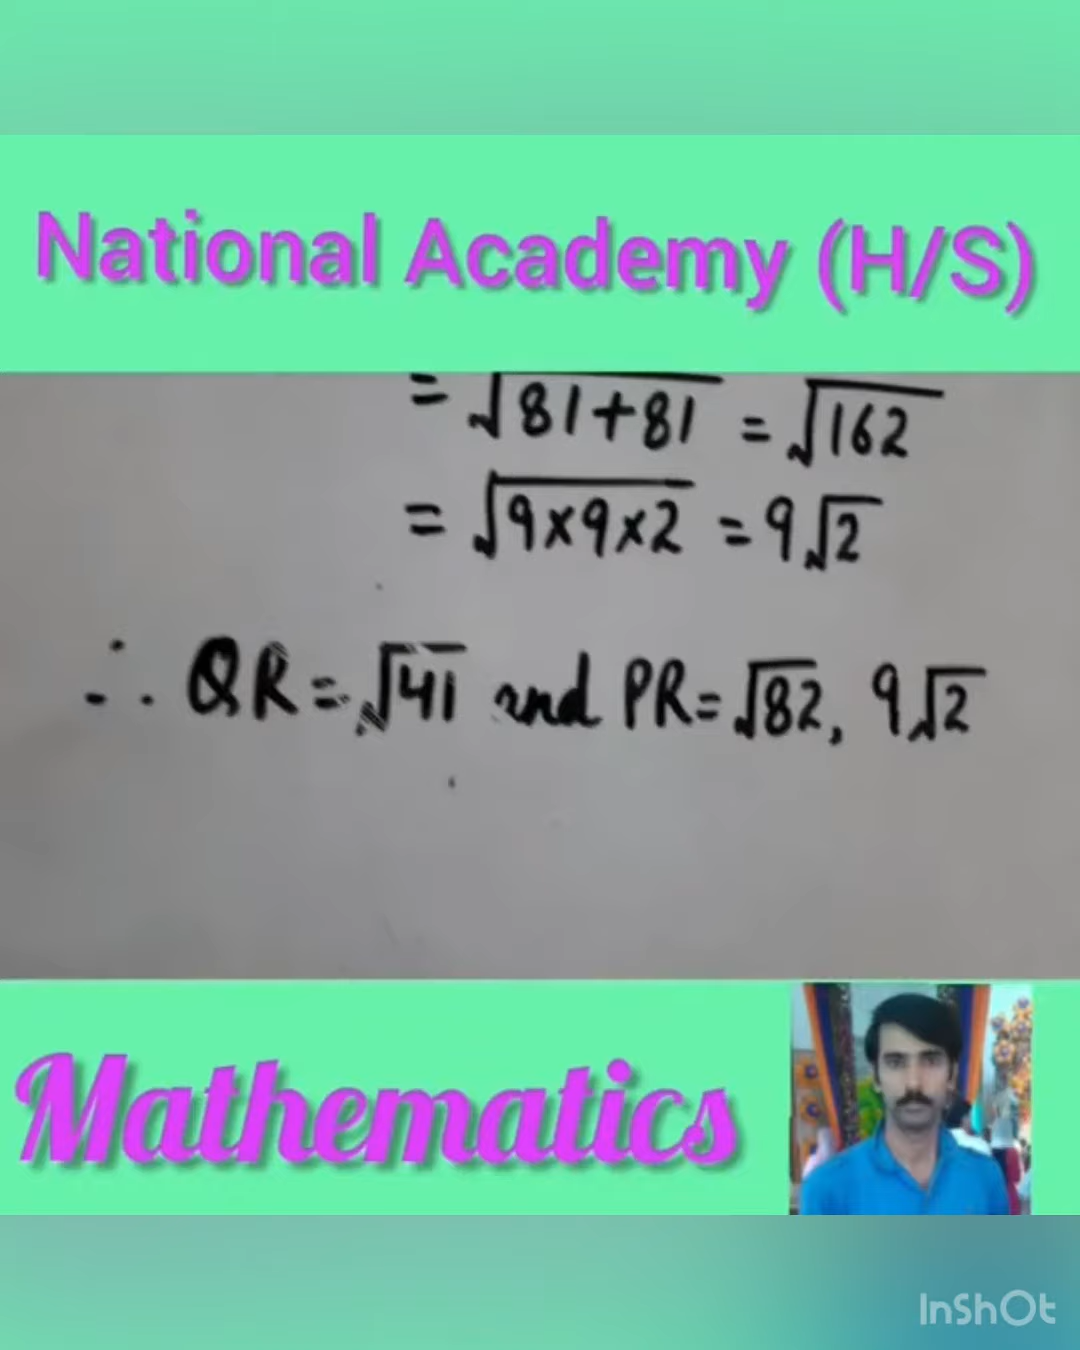 National Academy (H/S)
= √81+81 = √162
= √9×9×2 = 9√2
∴ QR = √41 and PR = √82, 9√2
Mathematics
InShOt